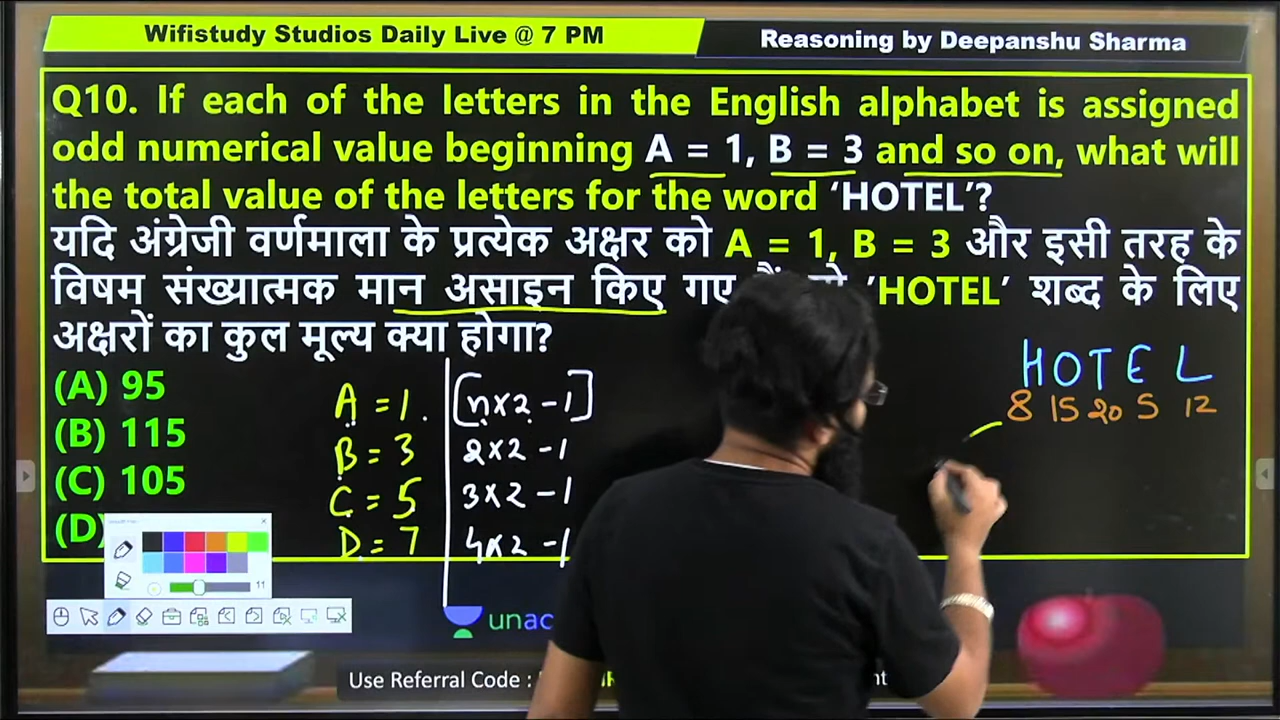 Wifistudy Studios Daily Live @ 7 PM
Reasoning by Deepanshu Sharma
Q10. If each of the letters in the English alphabet is assigned
odd numerical value beginning A = 1, B = 3 and so on, what will
the total value of the letters for the word ‘HOTEL’?
यदि अंग्रेजी वर्णमाला के प्रत्येक अक्षर को A = 1, B = 3 और इसी तरह के
विषम संख्यात्मक मान असाइन किए गए 'HOTEL' शब्द के लिए
अक्षरों का कुल मूल्य क्या होगा?
(A) 95
(B) 115
(C) 105
(D)
A = 1.
B = 3
C = 5
D = 7
[n×2 -1]
2×2 -1
3×2 -1
4×2 -1
HOTEL
8 15 20 5 12
11
unac
Use Referral Code :